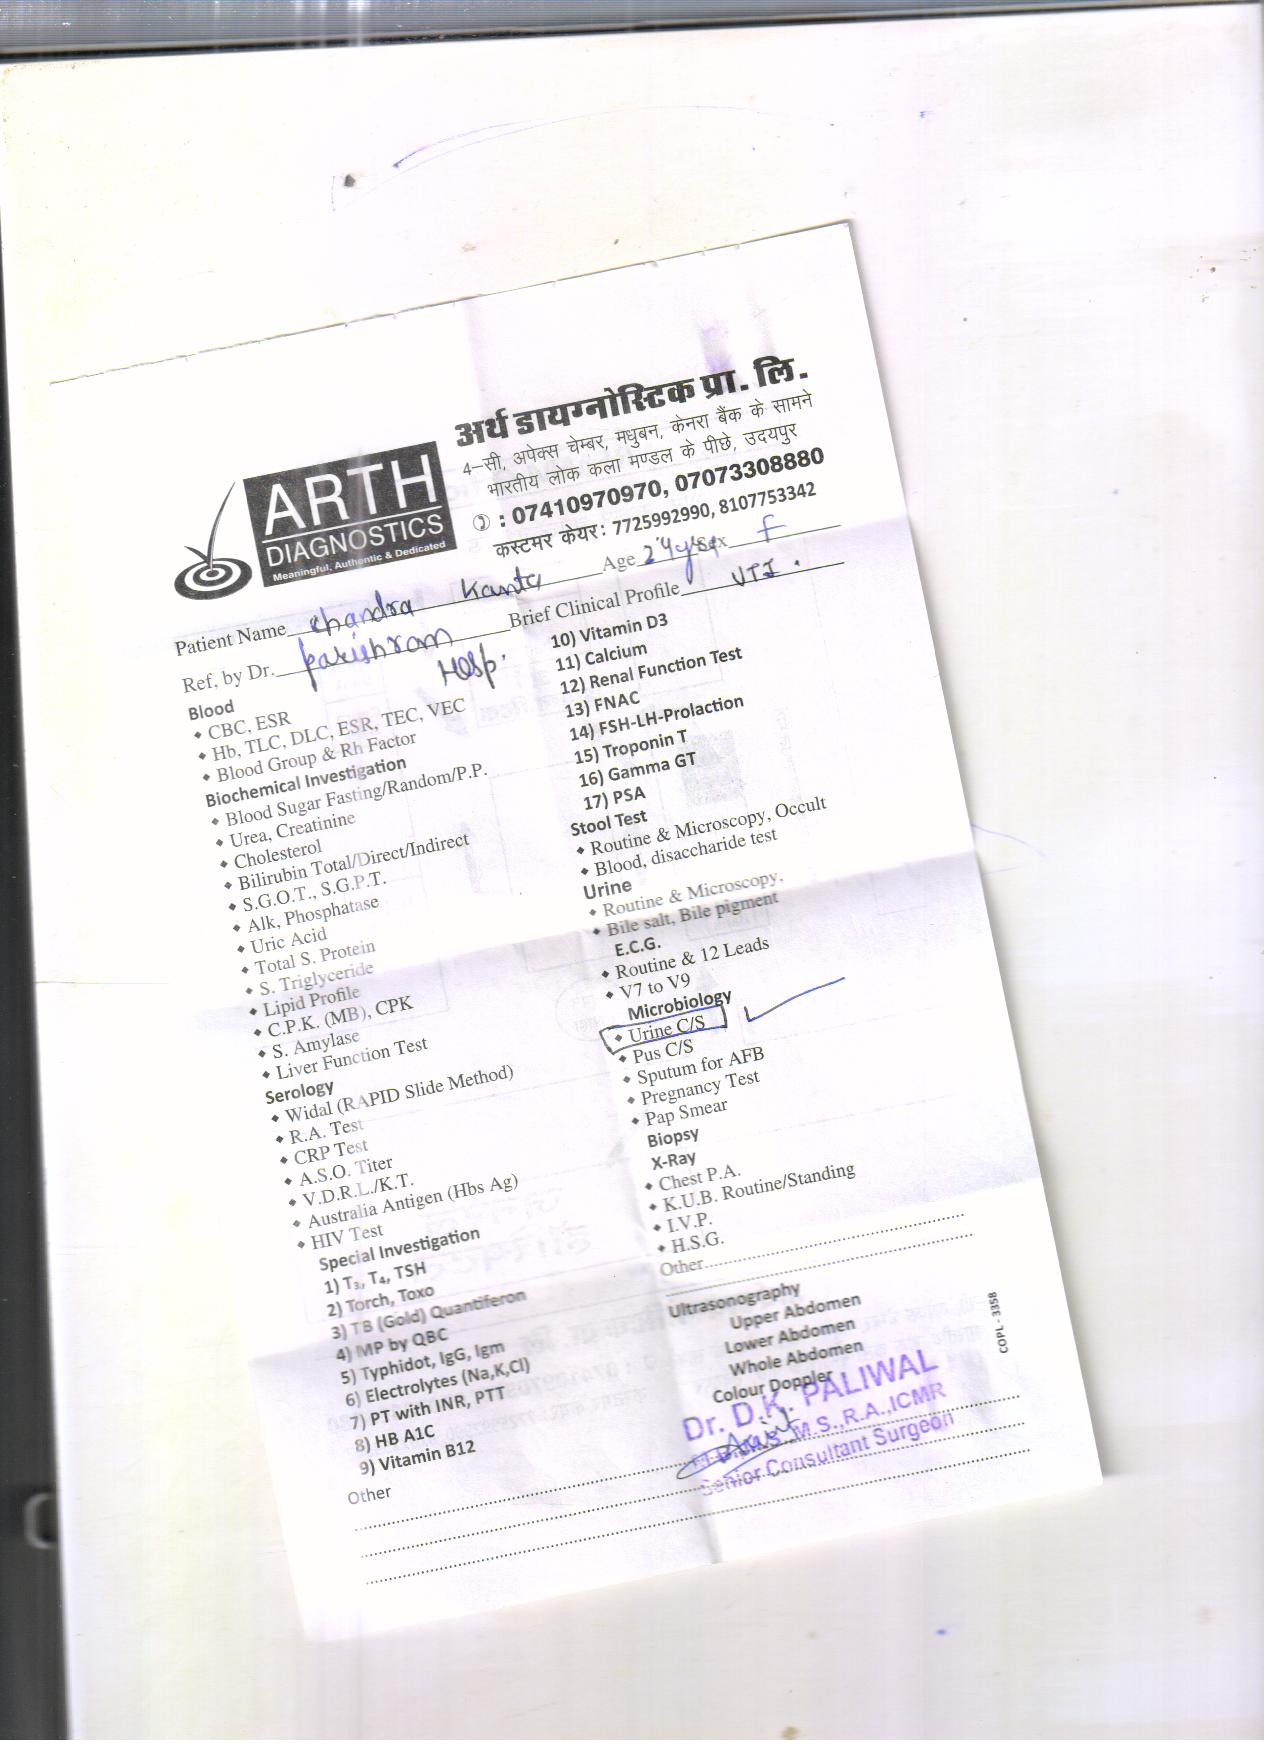 अर्थ डायग्नोस्टिक प्रा. लि.
4–सी, अपेक्स चेम्बर, मधुबन, केनरा बैंक के सामने
भारतीय लोक कला मण्डल के पीछे, उदयपुर
: 07410970970, 07073308880
कस्टमर केयर: 7725992990, 8107753342
ARTH
DIAGNOSTICS
Meaningful, Authentic & Dedicated
Patient Name Chandra Kanta Age 24 yrs Sex F
Ref, by Dr. parishram Hosp. Brief Clinical Profile UTI.
Blood
• CBC, ESR
• Hb, TLC, DLC, ESR, TEC, VEC
• Blood Group & Rh Factor
Biochemical Investigation
• Blood Sugar Fasting/Random/P.P.
• Urea, Creatinine
• Cholesterol
• Bilirubin Total/Direct/Indirect
• S.G.O.T., S.G.P.T.
• Alk, Phosphatase
• Uric Acid
• Total S. Protein
• S. Triglyceride
• Lipid Profile
• C.P.K. (MB), CPK
• S. Amylase
• Liver Function Test
Serology
• Widal (RAPID Slide Method)
• R.A. Test
• CRP Test
• A.S.O. Titer
• V.D.R.L./K.T.
• Australia Antigen (Hbs Ag)
• HIV Test
Special Investigation
1) T₃, T₄, TSH
2) Torch, Toxo
3) TB (Gold) Quantiferon
4) MP by QBC
5) Typhidot, IgG, Igm
6) Electrolytes (Na,K,Cl)
7) PT with INR, PTT
8) HB A1C
9) Vitamin B12
Other
10) Vitamin D3
11) Calcium
12) Renal Function Test
13) FNAC
14) FSH-LH-Prolaction
15) Troponin T
16) Gamma GT
17) PSA
Stool Test
• Routine & Microscopy, Occult
• Blood, disaccharide test
Urine
• Routine & Microscopy,
• Bile salt, Bile pigment
E.C.G.
• Routine & 12 Leads
• V7 to V9
Microbiology
• Urine C/S
• Pus C/S
• Sputum for AFB
• Pregnancy Test
• Pap Smear
Biopsy
X-Ray
• Chest P.A.
• K.U.B. Routine/Standing
• I.V.P.
• H.S.G.
Other
Ultrasonography
Upper Abdomen
Lower Abdomen
Whole Abdomen
Colour Doppler
COPL - 3358
Dr. D.K. PALIWAL
M.S.,R.A.,ICMR
Senior Consultant Surgeon